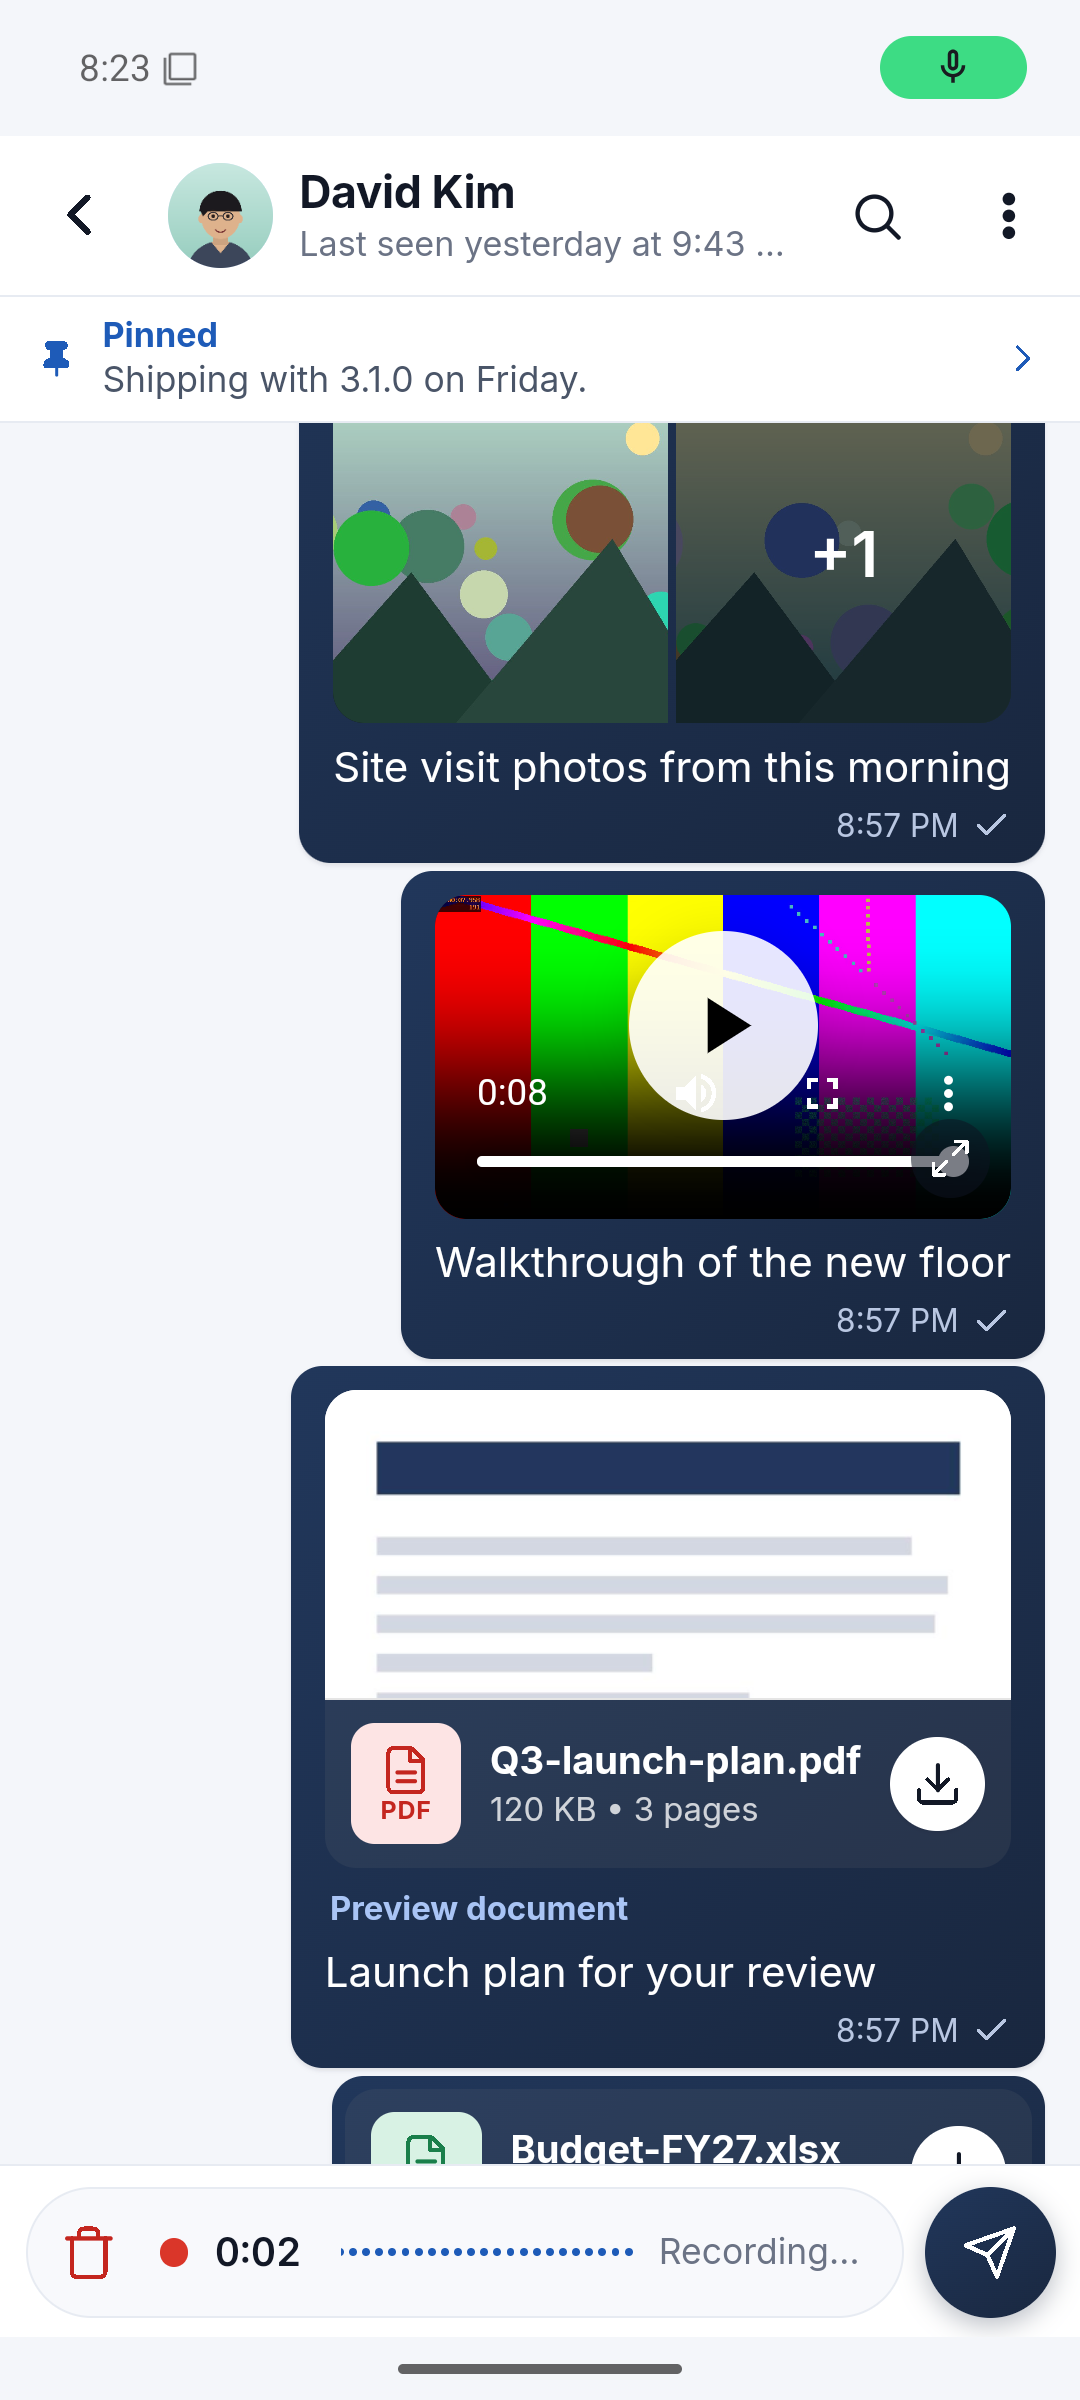 8:23
David Kim
Last seen yesterday at 9:43 ...
Pinned
Shipping with 3.1.0 on Friday.
+1
Site visit photos from this morning
8:57 PM
0:08
Walkthrough of the new floor
8:57 PM
PDF
Q3-launch-plan.pdf
120 KB • 3 pages
Preview document
Launch plan for your review
8:57 PM
Budget-FY27.xlsx
0:02
Recording...